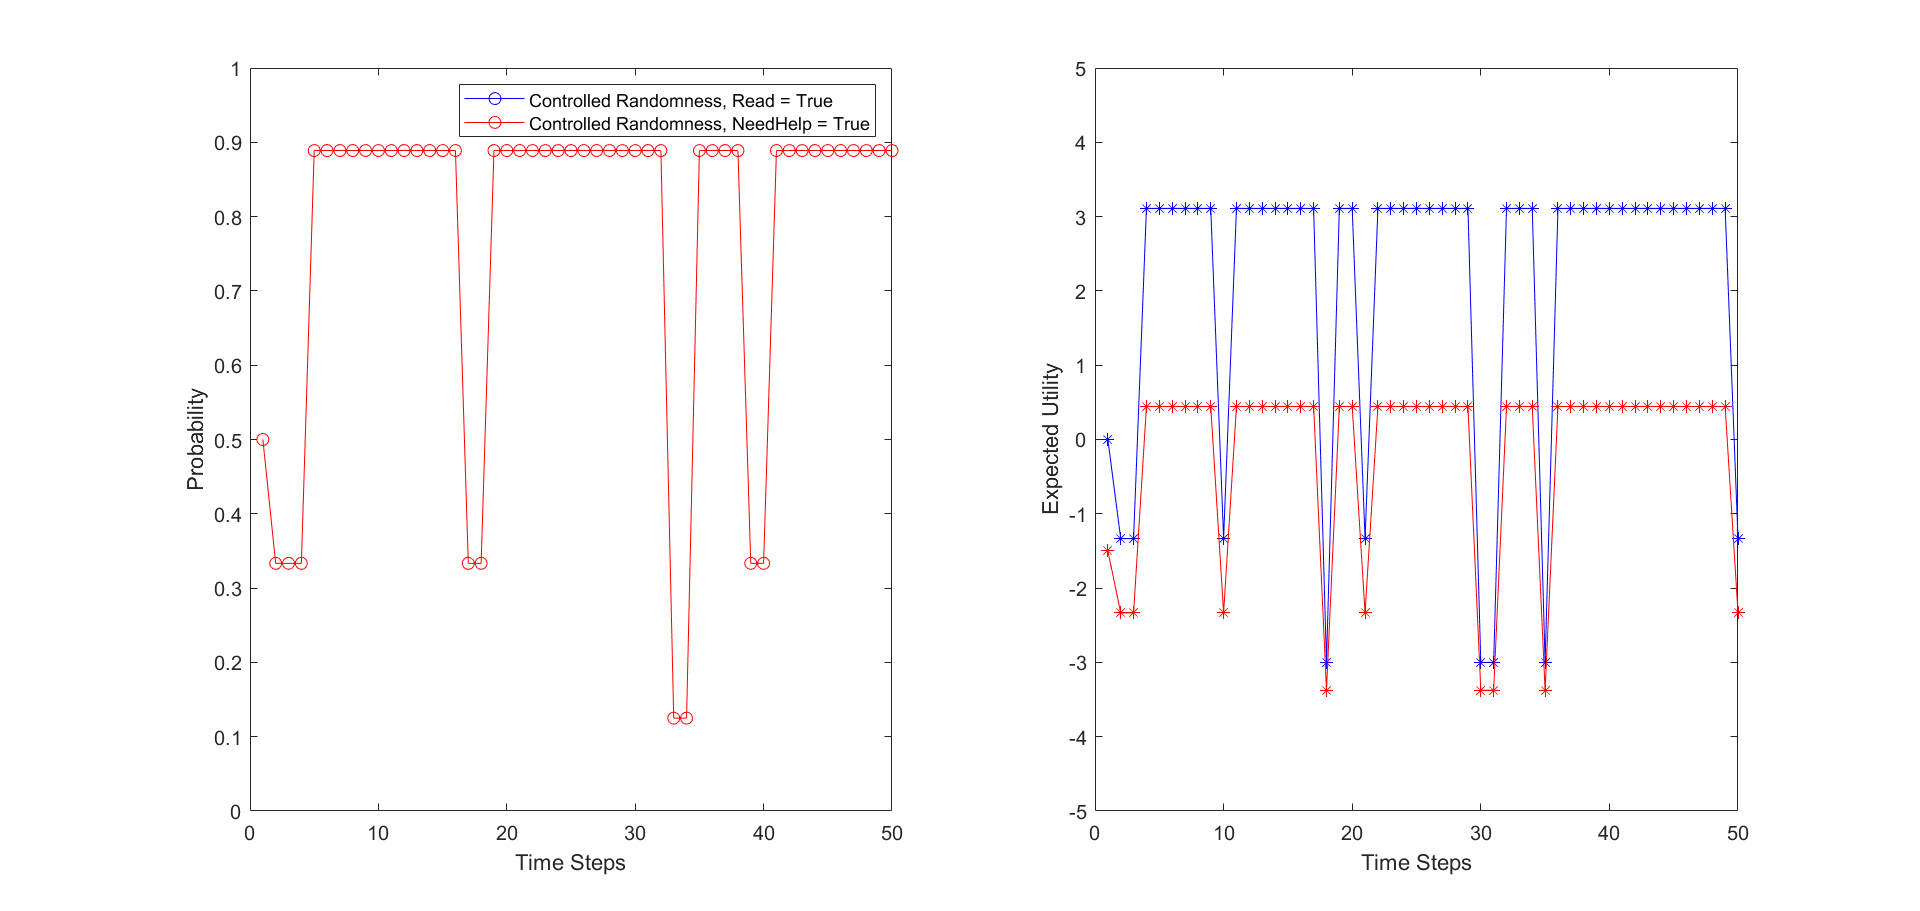 1
0.9
0.8
0.7
0.6
0.5
0.4
0.3
0.2
0.1
0
Probability
0 10 20 30 40 50
Time Steps
Controlled Randomness, Read = True
Controlled Randomness, NeedHelp = True
5
4
3
2
1
0
-1
-2
-3
-4
-5
Expected Utility
0 10 20 30 40 50
Time Steps